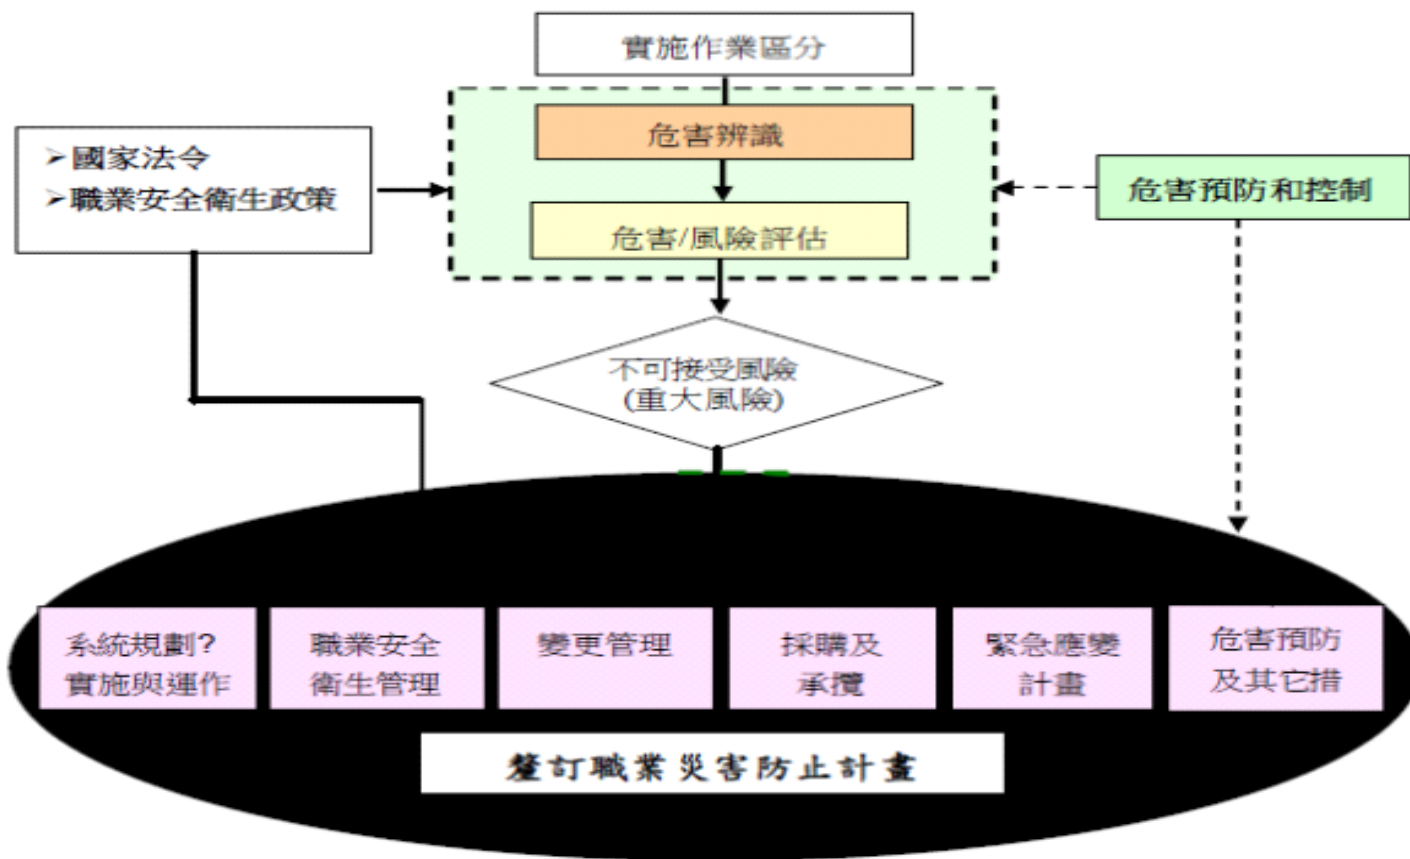 實施作業區分
危害辨識
➢國家法令
➢職業安全衛生政策
危害預防和控制
危害/風險評估
不可接受風險
(重大風險)
系統規劃?
實施與運作
職業安全
衛生管理
變更管理
採購及
承攬
緊急應變
計畫
危害預防
及其它措
釐訂職業災害防止計畫